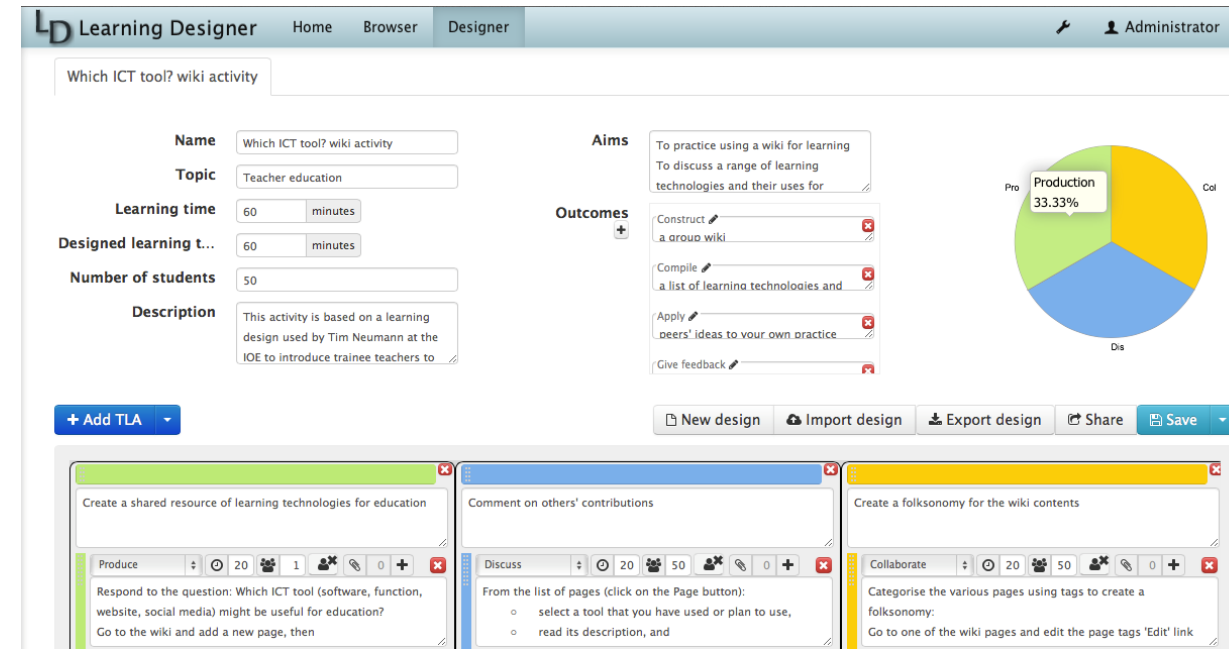 LD Learning Designer Home Browser Designer Administrator
Which ICT tool? wiki activity
Name Which ICT tool? wiki activity
Topic Teacher education
Learning time 60 minutes
Designed learning t... 60 minutes
Number of students 50
Description This activity is based on a learning
design used by Tim Neumann at the
IOE to introduce trainee teachers to
Aims To practice using a wiki for learning
To discuss a range of learning
technologies and their uses for
Outcomes
+
Construct
a group wiki
Compile
a list of learning technologies and
Apply
peers' ideas to your own practice
Give feedback
Pro
Production
33.33%
Col
Dis
+ Add TLA
New design Import design Export design Share Save
Create a shared resource of learning technologies for education
Produce 20 1 0 +
Respond to the question: Which ICT tool (software, function,
website, social media) might be useful for education?
Go to the wiki and add a new page, then
Comment on others' contributions
Discuss 20 50 0 +
From the list of pages (click on the Page button):
o select a tool that you have used or plan to use,
o read its description, and
Create a folksonomy for the wiki contents
Collaborate 20 50 0 +
Categorise the various pages using tags to create a
folksonomy:
Go to one of the wiki pages and edit the page tags 'Edit' link